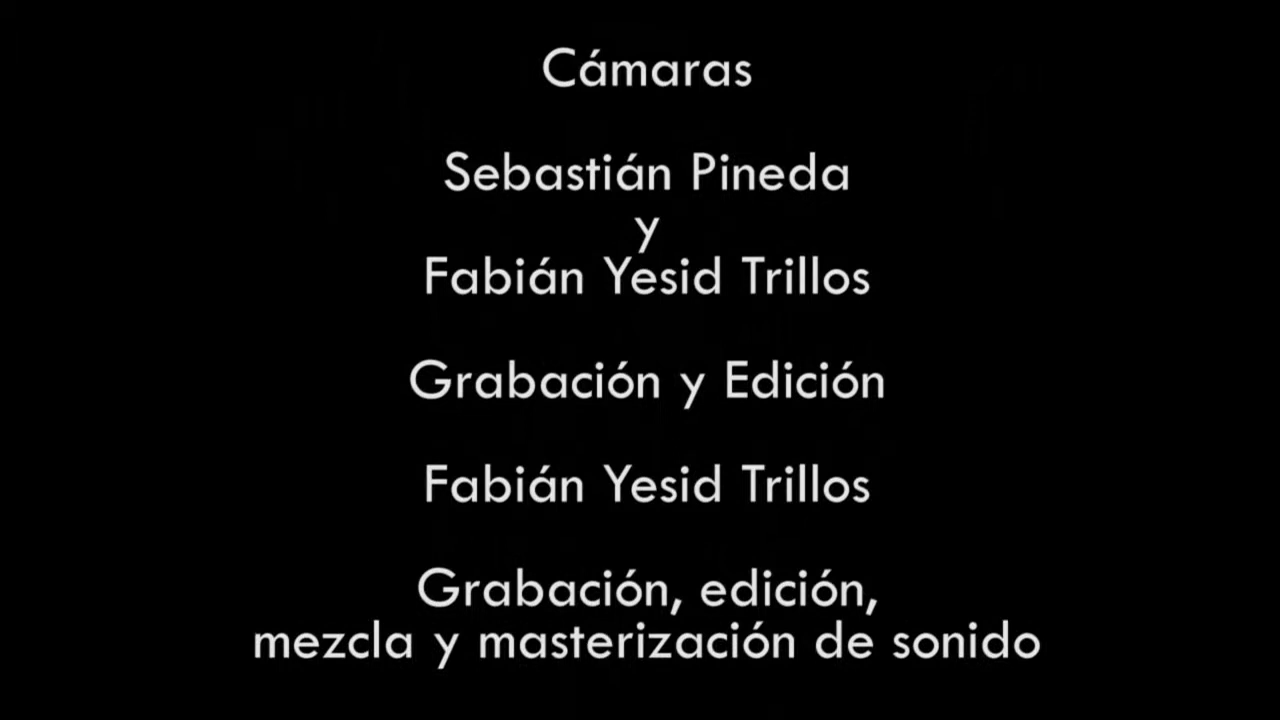 Cámaras
Sebastián Pineda
y
Fabián Yesid Trillos
Grabación y Edición
Fabián Yesid Trillos
Grabación, edición,
mezcla y masterización de sonido